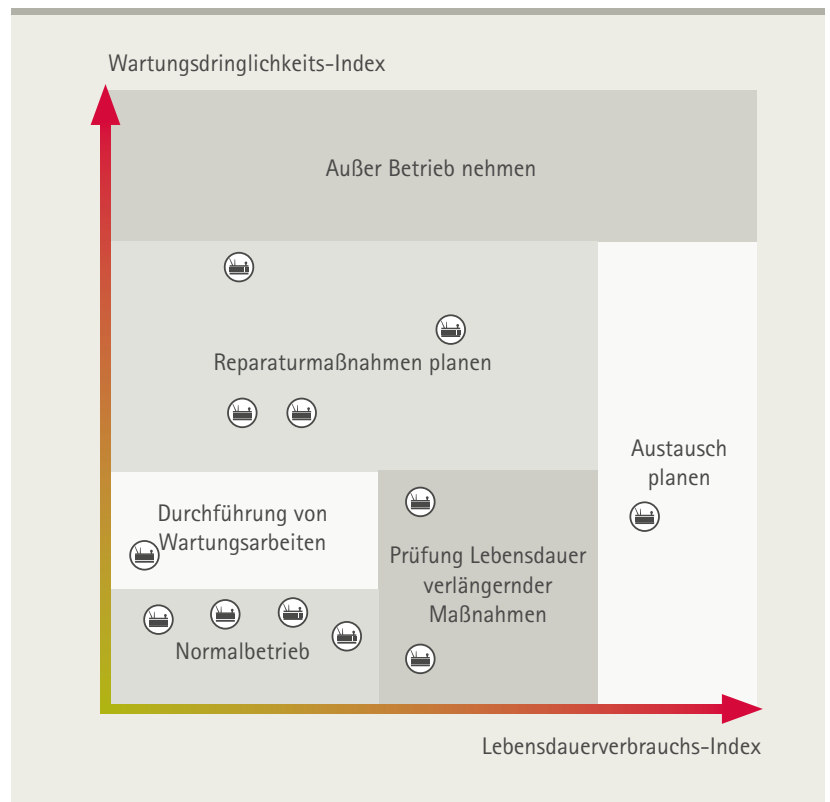 Wartungsdringlichkeits-Index
Außer Betrieb nehmen
Reparaturmaßnahmen planen
Austausch
planen
Durchführung von
Wartungsarbeiten
Prüfung Lebensdauer
verlängernder
Maßnahmen
Normalbetrieb
Lebensdauerverbrauchs-Index